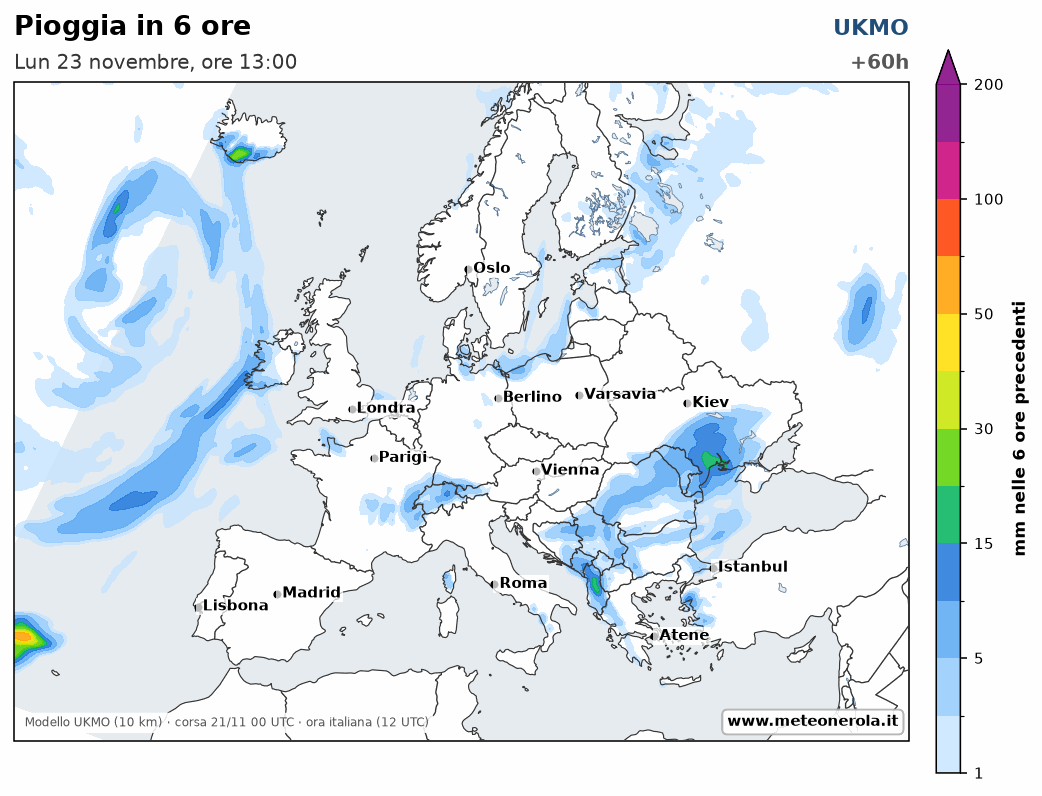 Pioggia in 6 ore
UKMO
Lun 23 novembre, ore 13:00
+60h
200
100
50
30
15
5
1
mm nelle 6 ore precedenti
Oslo
Londra
Berlino
Varsavia
Kiev
Parigi
Vienna
Istanbul
Roma
Madrid
Lisbona
Atene
Modello UKMO (10 km) · corsa 21/11 00 UTC · ora italiana (12 UTC)
www.meteonerola.it